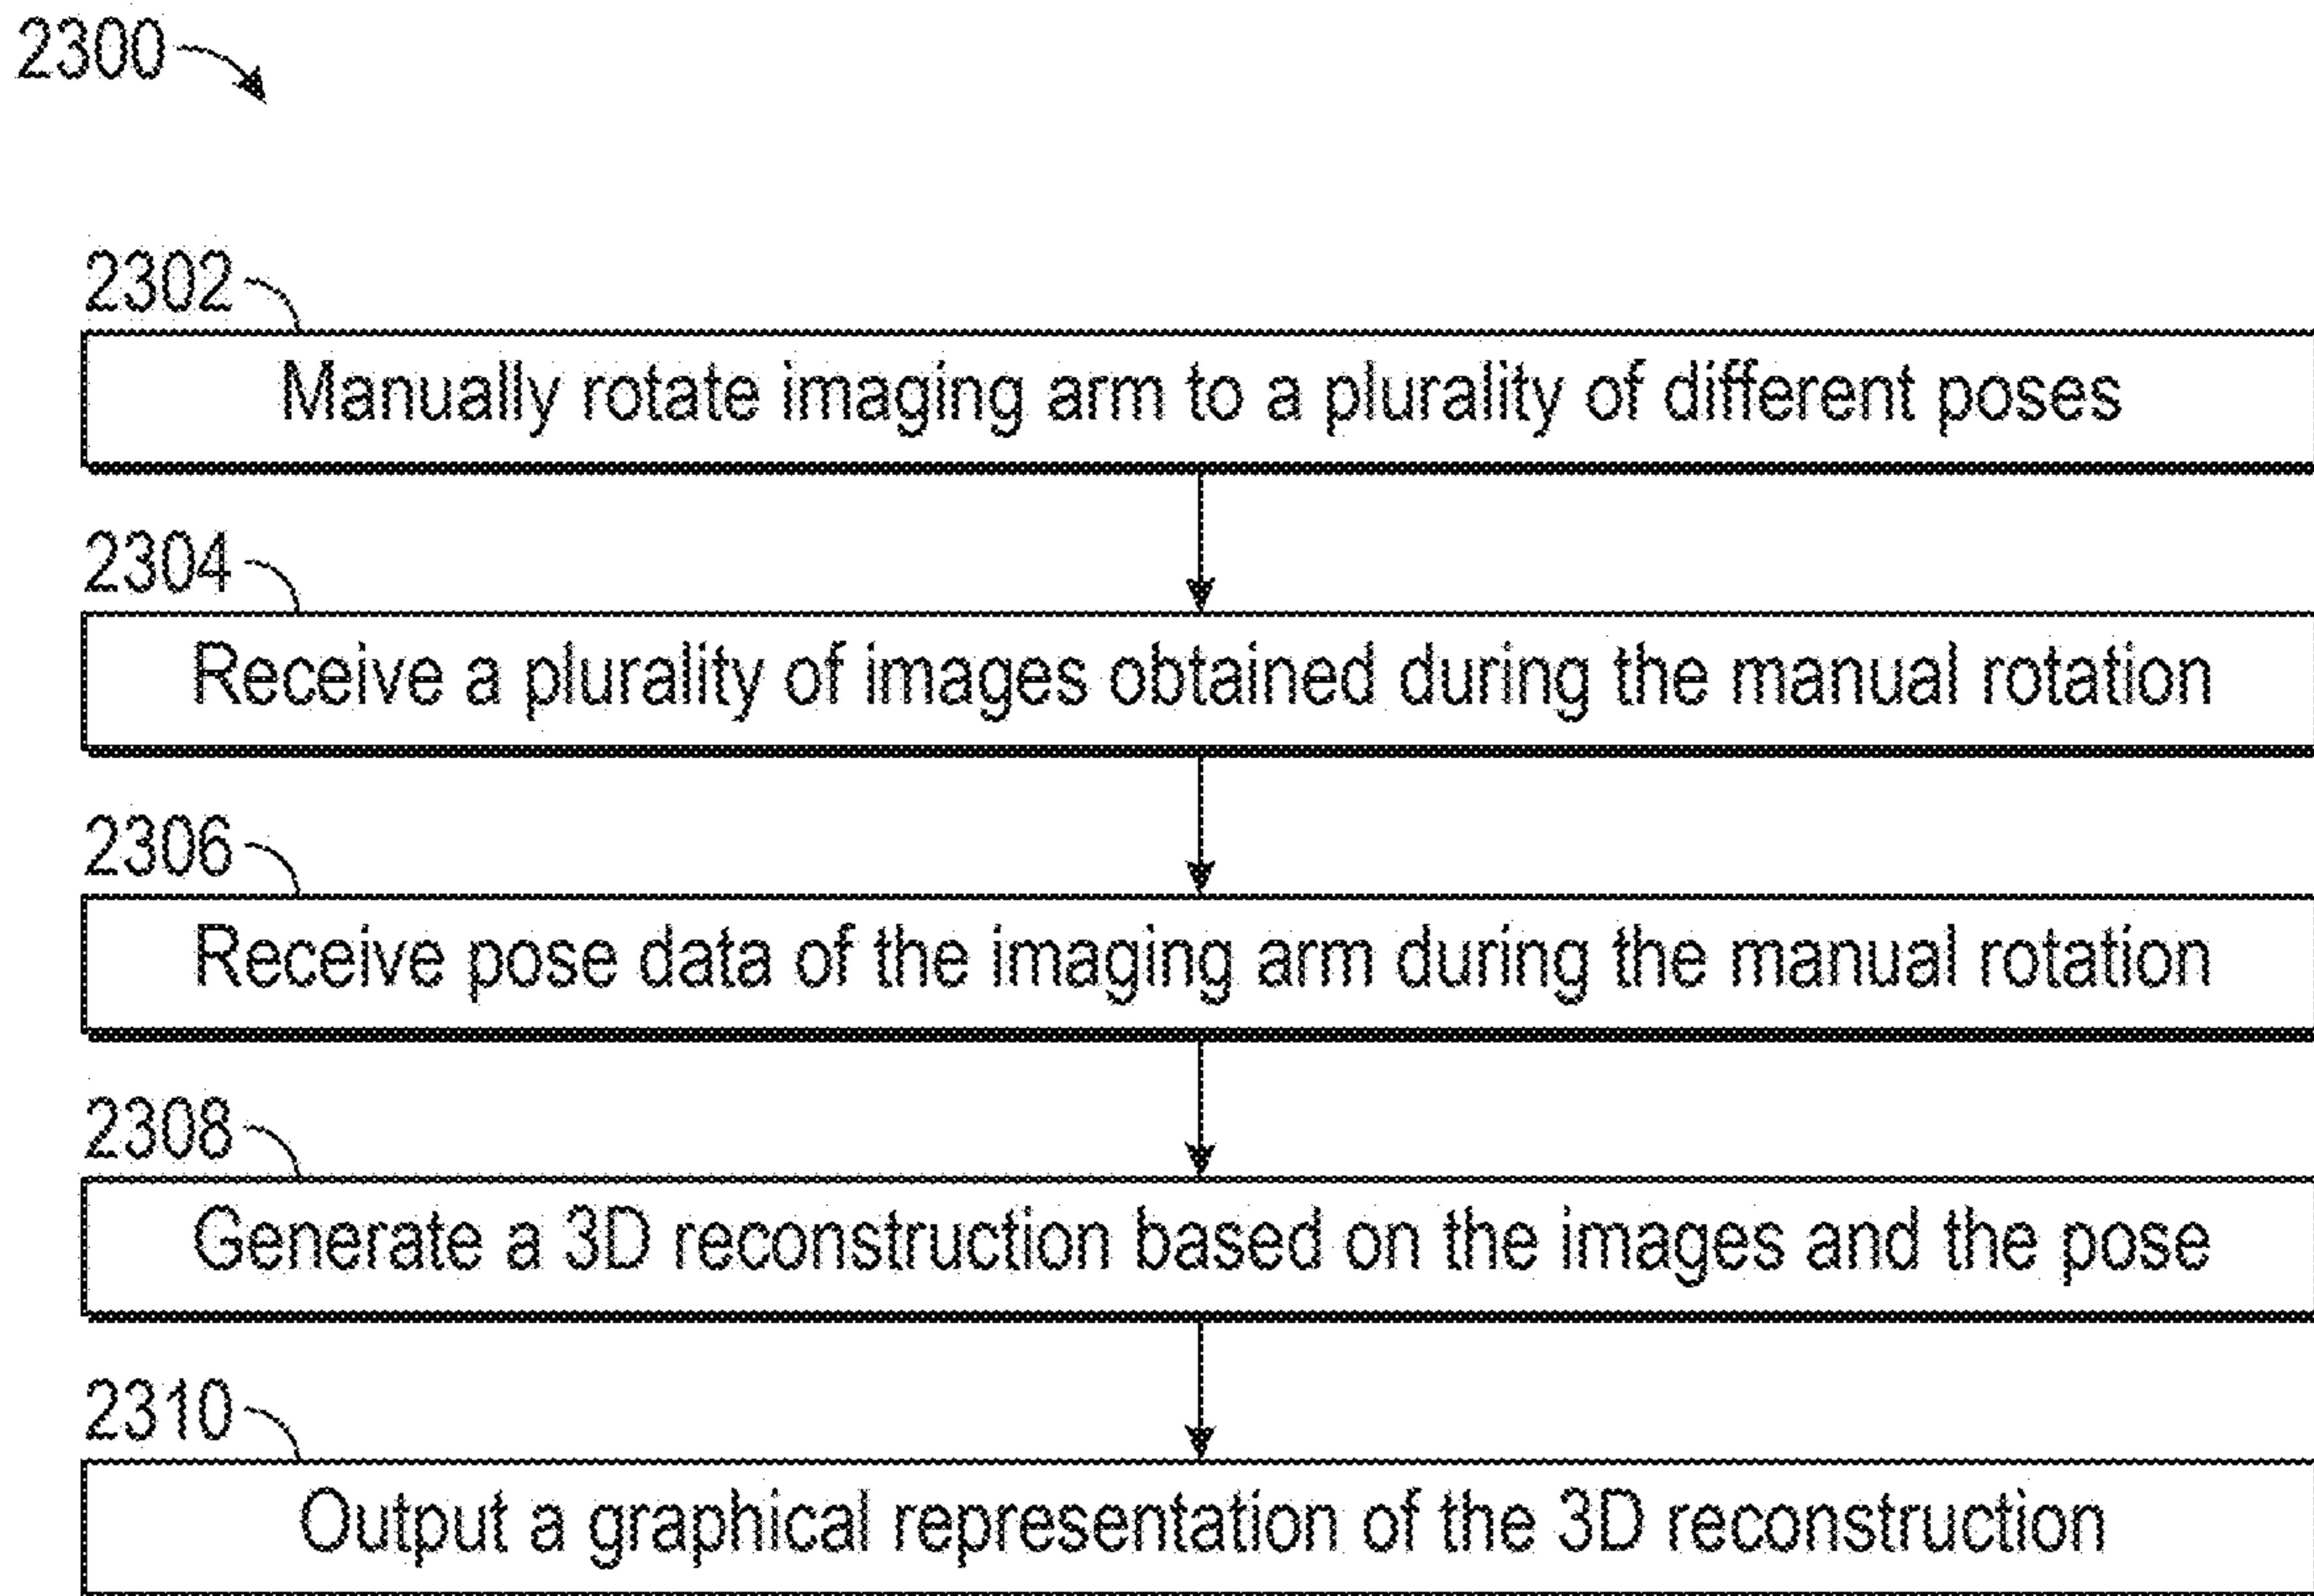 2300
2302
Manually rotate imaging arm to a plurality of different poses
2304
Receive a plurality of images obtained during the manual rotation
2306
Receive pose data of the imaging arm during the manual rotation
2308
Generate a 3D reconstruction based on the images and the pose
2310
Output a graphical representation of the 3D reconstruction